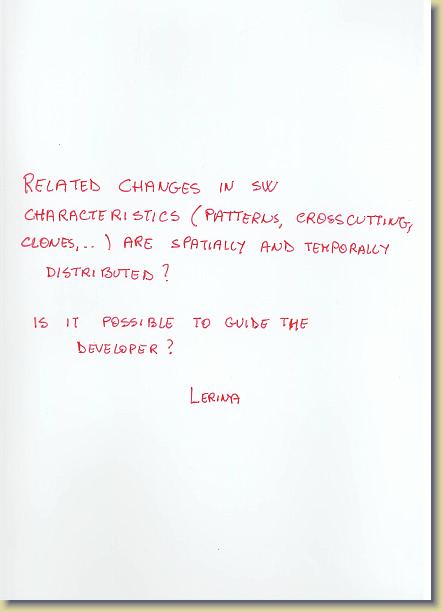 RELATED CHANGES IN SW
CHARACTERISTICS (PATTERNS, CROSSCUTTING,
CLONES,..) ARE SPATIALLY AND TEMPORALLY
DISTRIBUTED?
IS IT POSSIBLE TO GUIDE THE
DEVELOPER?
LERINA